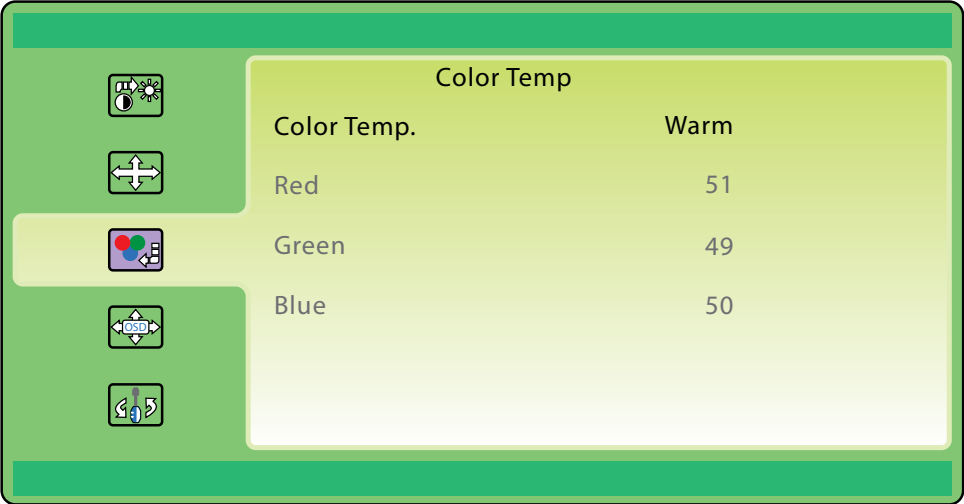 Color Temp
Color Temp. Warm
Red 51
Green 49
Blue 50
OSD